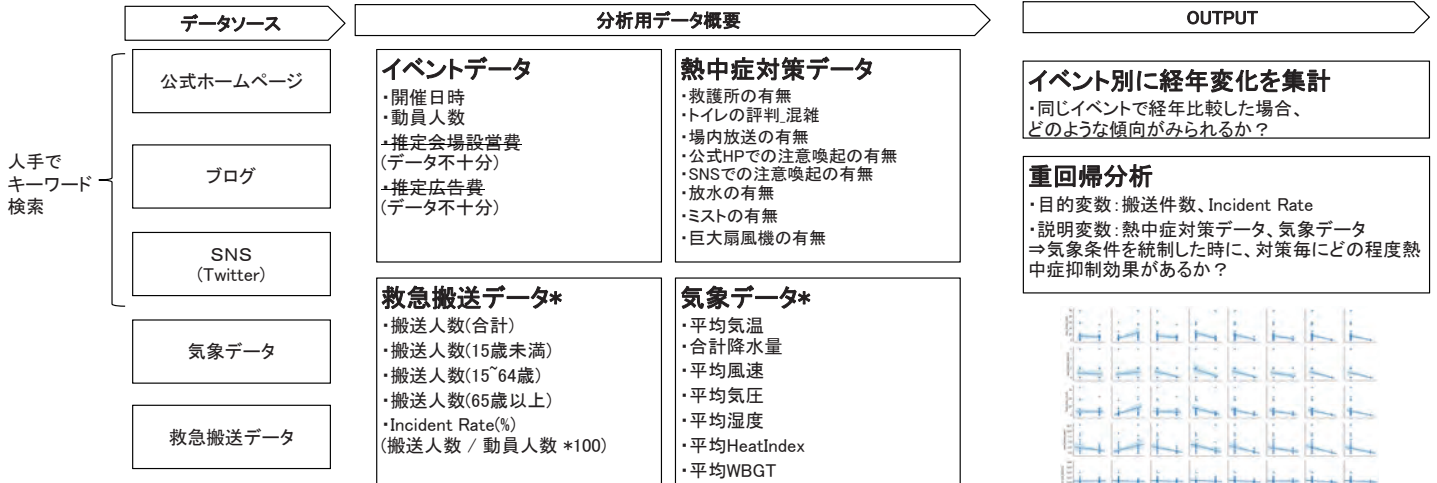 データソース
分析用データ概要
OUTPUT
人手で
キーワード
検索
公式ホームページ
ブログ
SNS
(Twitter)
気象データ
救急搬送データ
イベントデータ
・開催日時
・動員人数
・推定会場設営費
(データ不十分)
・推定広告費
(データ不十分)
熱中症対策データ
・救護所の有無
・トイレの評判_混雑
・場内放送の有無
・公式HPでの注意喚起の有無
・SNSでの注意喚起の有無
・放水の有無
・ミストの有無
・巨大扇風機の有無
救急搬送データ*
・搬送人数(合計)
・搬送人数(15歳未満)
・搬送人数(15~64歳)
・搬送人数(65歳以上)
・Incident Rate(%)
(搬送人数 / 動員人数 *100)
気象データ*
・平均気温
・合計降水量
・平均風速
・平均気圧
・平均湿度
・平均HeatIndex
・平均WBGT
イベント別に経年変化を集計
・同じイベントで経年比較した場合、
どのような傾向がみられるか？
重回帰分析
・目的変数：搬送件数、Incident Rate
・説明変数：熱中症対策データ、気象データ
⇒気象条件を統制した時に、対策毎にどの程度熱
中症抑制効果があるか？